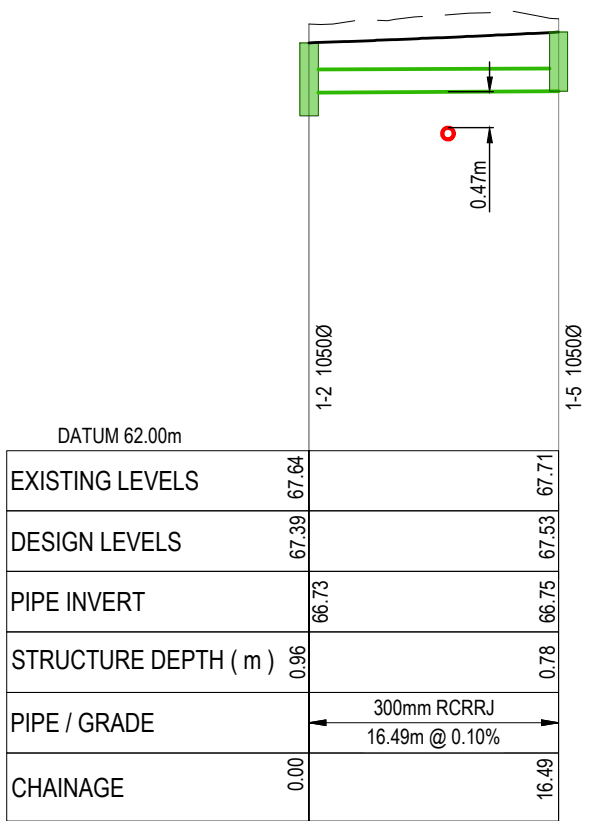 0.47m
1-2 1050Ø
1-5 1050Ø
DATUM 62.00m
EXISTING LEVELS 67.64 67.71
DESIGN LEVELS 67.39 67.53
PIPE INVERT 66.73 66.75
STRUCTURE DEPTH ( m ) 0.96 0.78
PIPE / GRADE 300mm RCRRJ
16.49m @ 0.10%
CHAINAGE 0.00 16.49